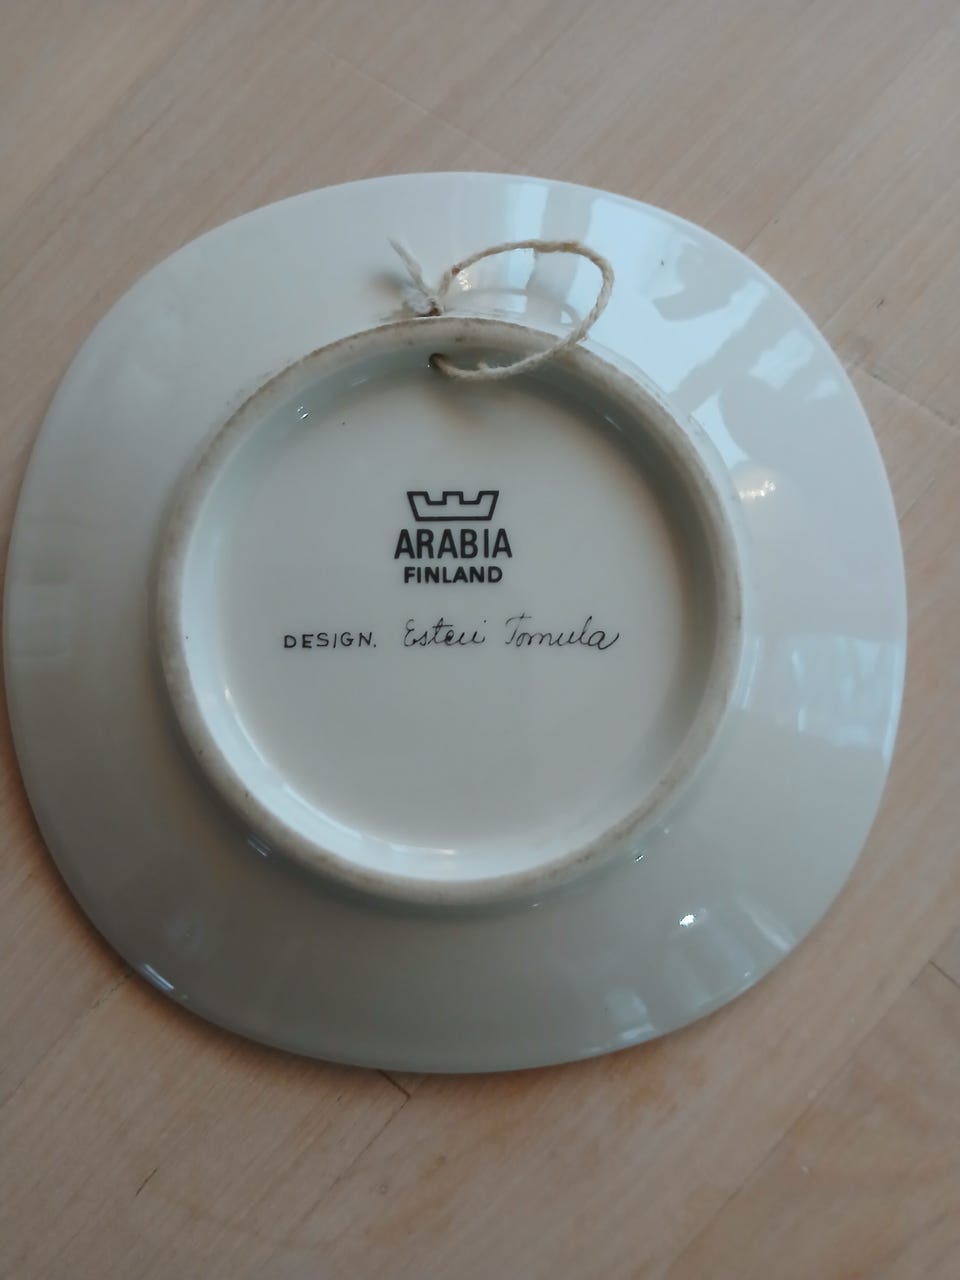 ARABIA
FINLAND
DESIGN. Esteri Tomula